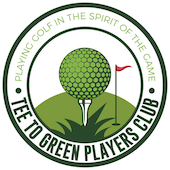 PLAYING GOLF IN THE SPIRIT OF THE GAME
• TEE TO GREEN PLAYERS CLUB •